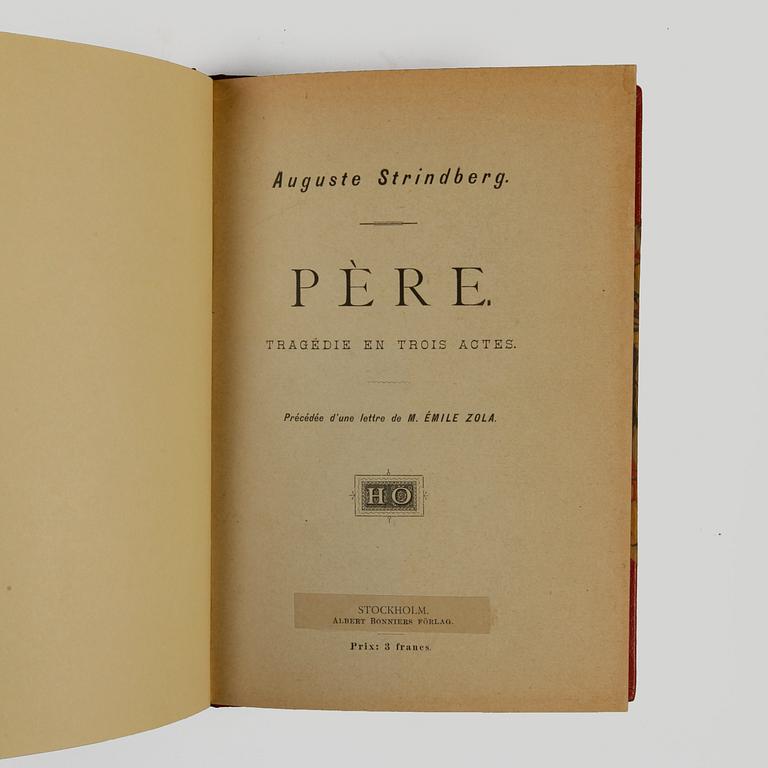 Auguste Strindberg.
PÈRE.
TRAGÉDIE EN TROIS ACTES.
Précédée d'une lettre de M. ÉMILE ZOLA.
HO
STOCKHOLM.
ALBERT BONNIERS FÖRLAG.
Prix: 3 francs.